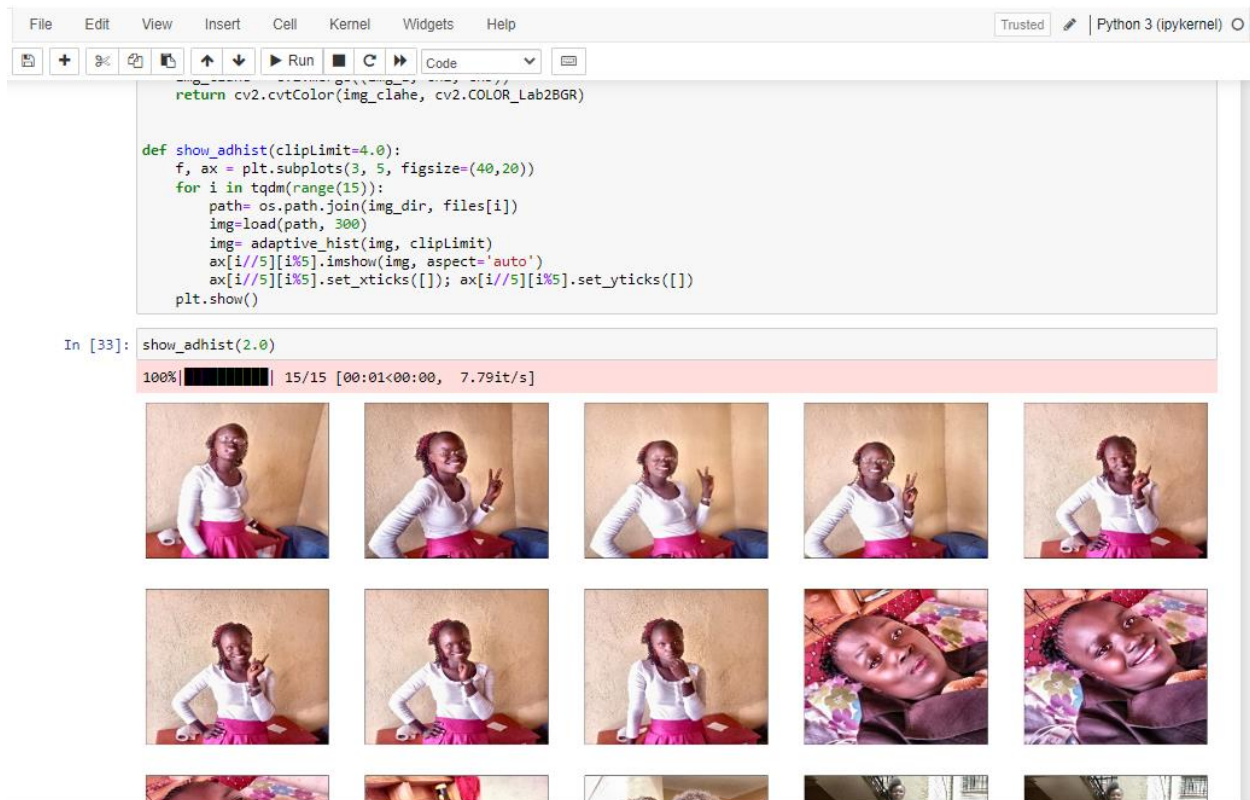 File Edit View Insert Cell Kernel Widgets Help Trusted Python 3 (ipykernel)
Run Code
return cv2.cvtColor(img_clahe, cv2.COLOR_Lab2BGR)
def show_adhist(clipLimit=4.0):
    f, ax = plt.subplots(3, 5, figsize=(40,20))
    for i in tqdm(range(15)):
        path= os.path.join(img_dir, files[i])
        img=load(path, 300)
        img= adaptive_hist(img, clipLimit)
        ax[i//5][i%5].imshow(img, aspect='auto')
        ax[i//5][i%5].set_xticks([]); ax[i//5][i%5].set_yticks([])
    plt.show()
In [33]: show_adhist(2.0)
100%|██████████| 15/15 [00:01<00:00, 7.79it/s]